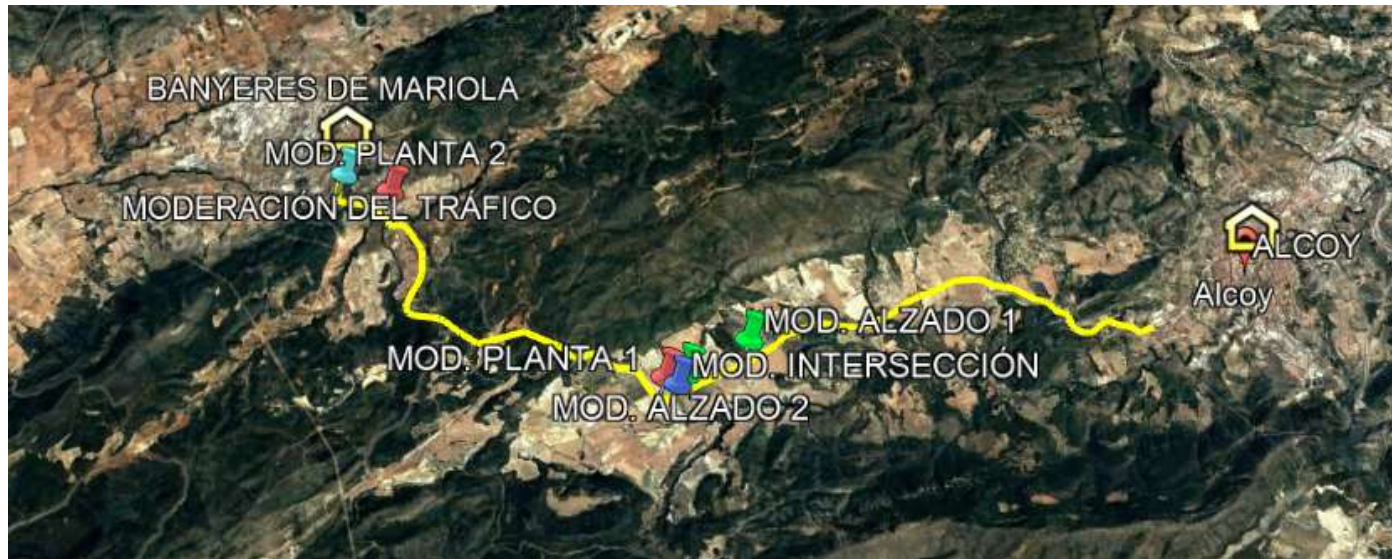 BANYERES DE MARIOLA
MOD. PLANTA 2
MODERACIÓN DEL TRÁFICO
ALCOY
Alcoy
MOD. ALZADO 1
MOD. PLANTA 1
MOD. INTERSECCIÓN
MOD. ALZADO 2